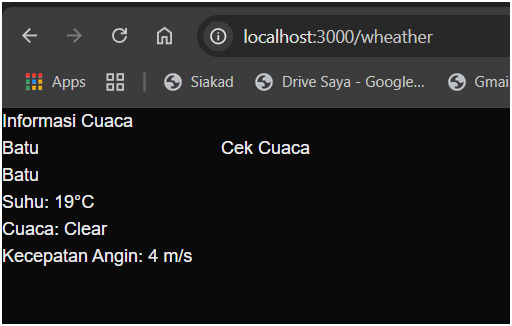 localhost:3000/wheather
Apps Siakad Drive Saya - Google... Gmai
Informasi Cuaca
Batu Cek Cuaca
Batu
Suhu: 19°C
Cuaca: Clear
Kecepatan Angin: 4 m/s